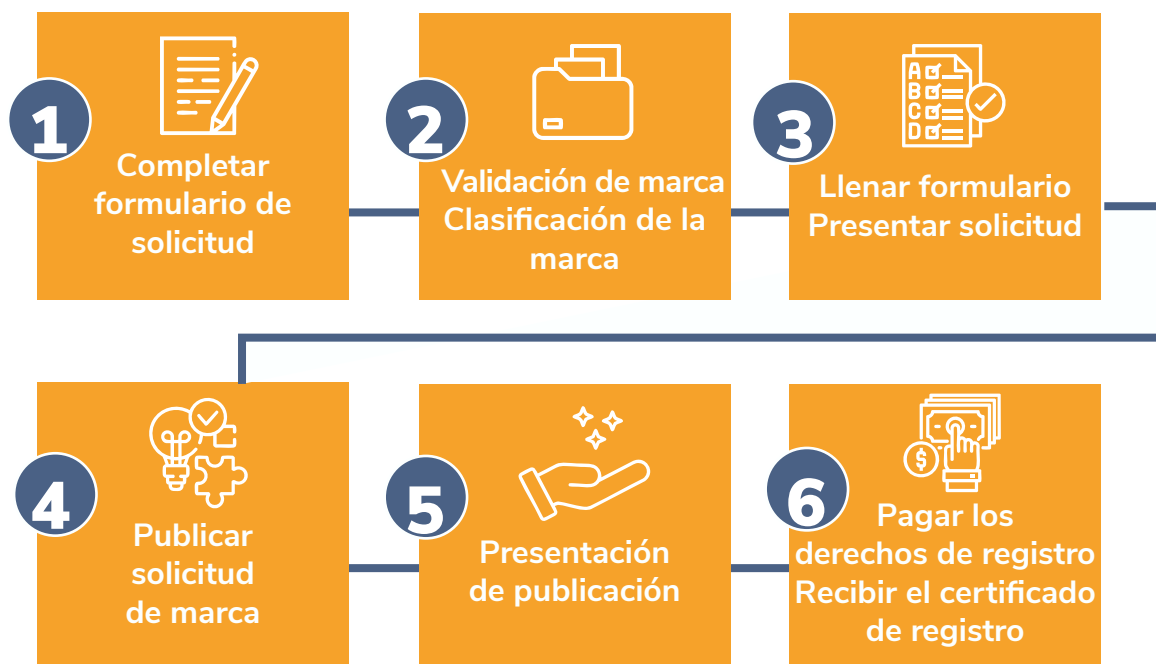 1
Completar
formulario de
solicitud
2
Validación de marca
Clasificación de la
marca
3
A
B
C
D
Llenar formulario
Presentar solicitud
4
Publicar
solicitud
de marca
5
Presentación
de publicación
6
$
Pagar los
derechos de registro
Recibir el certificado
de registro